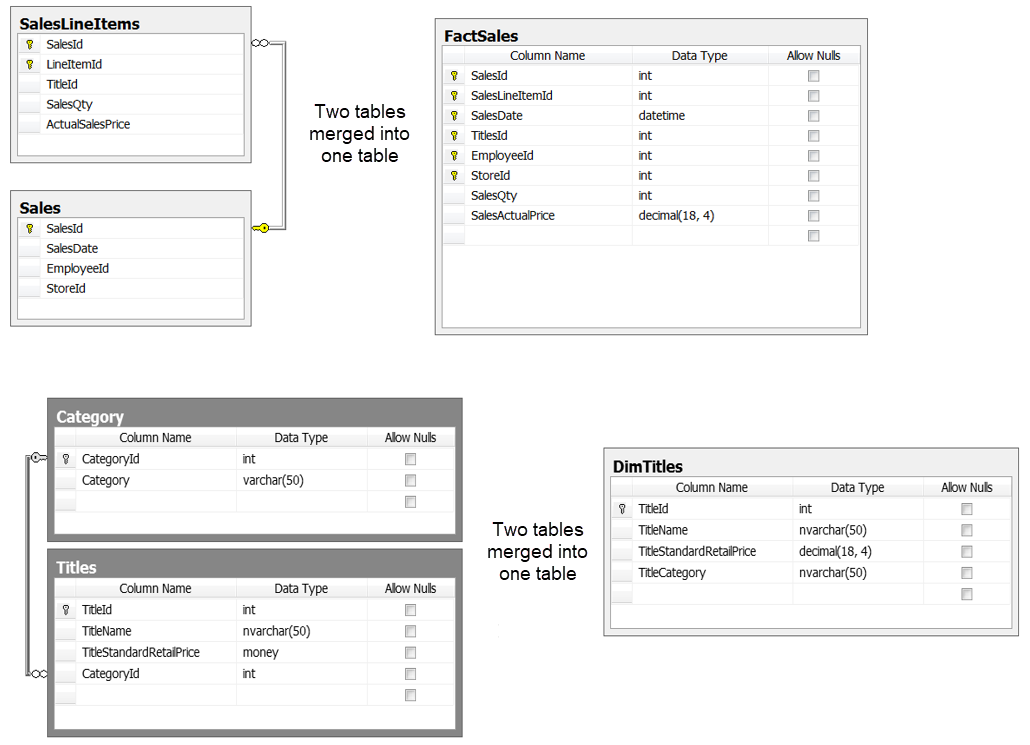 SalesLineItems
SalesId
LineItemId
TitleId
SalesQty
ActualSalesPrice
Sales
SalesId
SalesDate
EmployeeId
StoreId
Two tables
merged into
one table
FactSales
Column Name Data Type Allow Nulls
SalesId int
SalesLineItemId int
SalesDate datetime
TitlesId int
EmployeeId int
StoreId int
SalesQty int
SalesActualPrice decimal(18, 4)
Category
Column Name Data Type Allow Nulls
CategoryId int
Category varchar(50)
Titles
Column Name Data Type Allow Nulls
TitleId int
TitleName nvarchar(50)
TitleStandardRetailPrice money
CategoryId int
Two tables
merged into
one table
DimTitles
Column Name Data Type Allow Nulls
TitleId int
TitleName nvarchar(50)
TitleStandardRetailPrice decimal(18, 4)
TitleCategory nvarchar(50)